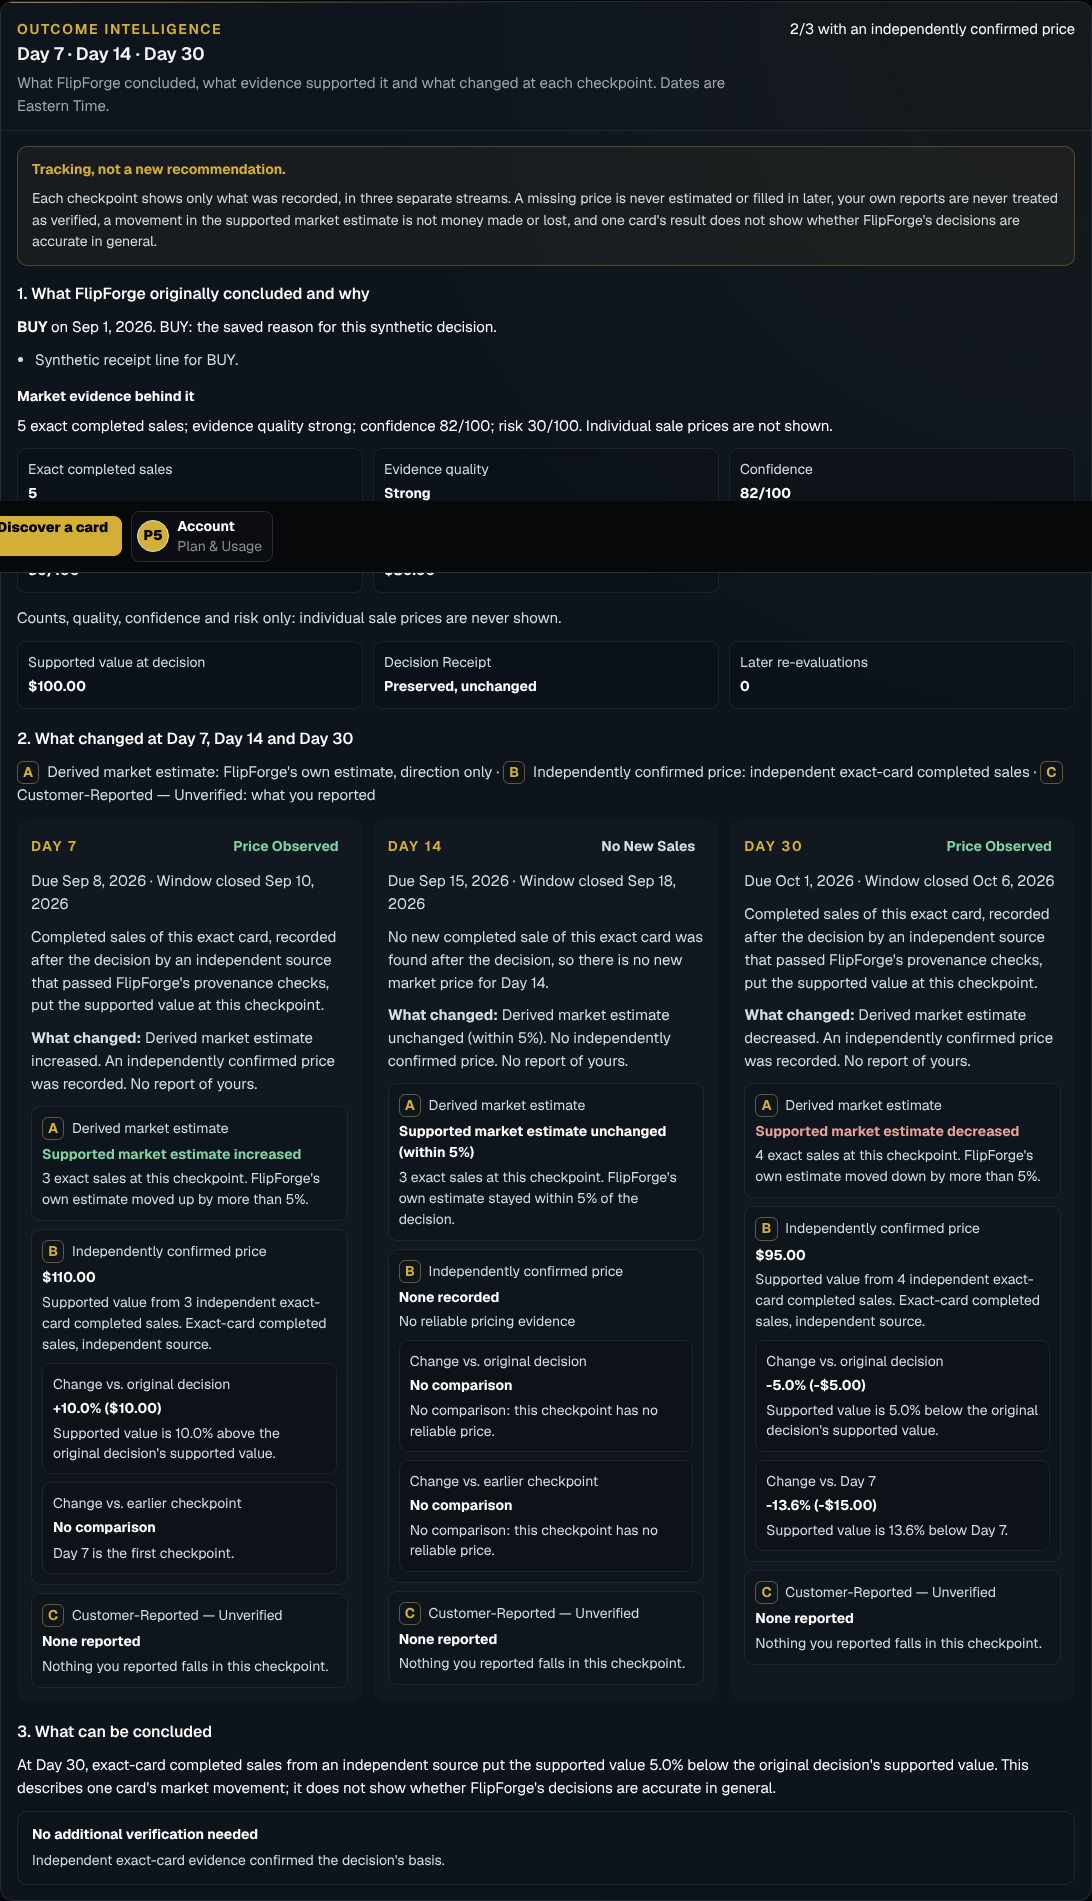 OUTCOME INTELLIGENCE
2/3 with an independently confirmed price
Day 7 · Day 14 · Day 30
What FlipForge concluded, what evidence supported it and what changed at each checkpoint. Dates are
Eastern Time.
Tracking, not a new recommendation.
Each checkpoint shows only what was recorded, in three separate streams. A missing price is never estimated or filled in later, your own reports are never treated
as verified, a movement in the supported market estimate is not money made or lost, and one card's result does not show whether FlipForge's decisions are
accurate in general.
1. What FlipForge originally concluded and why
BUY on Sep 1, 2026. BUY: the saved reason for this synthetic decision.
• Synthetic receipt line for BUY.
Market evidence behind it
5 exact completed sales; evidence quality strong; confidence 82/100; risk 30/100. Individual sale prices are not shown.
Exact completed sales
5
Evidence quality
Strong
Confidence
82/100
Discover a card
P5
Account
Plan & Usage
Counts, quality, confidence and risk only: individual sale prices are never shown.
Supported value at decision
$100.00
Decision Receipt
Preserved, unchanged
Later re-evaluations
0
2. What changed at Day 7, Day 14 and Day 30
A Derived market estimate: FlipForge's own estimate, direction only · B Independently confirmed price: independent exact-card completed sales · C
Customer-Reported — Unverified: what you reported
DAY 7
Price Observed
Due Sep 8, 2026 · Window closed Sep 10,
2026
Completed sales of this exact card, recorded
after the decision by an independent source
that passed FlipForge's provenance checks,
put the supported value at this checkpoint.
What changed: Derived market estimate
increased. An independently confirmed price
was recorded. No report of yours.
A Derived market estimate
Supported market estimate increased
3 exact sales at this checkpoint. FlipForge's
own estimate moved up by more than 5%.
B Independently confirmed price
$110.00
Supported value from 3 independent exact-
card completed sales. Exact-card completed
sales, independent source.
Change vs. original decision
+10.0% ($10.00)
Supported value is 10.0% above the
original decision's supported value.
Change vs. earlier checkpoint
No comparison
Day 7 is the first checkpoint.
C Customer-Reported — Unverified
None reported
Nothing you reported falls in this checkpoint.
DAY 14
No New Sales
Due Sep 15, 2026 · Window closed Sep 18,
2026
No new completed sale of this exact card was
found after the decision, so there is no new
market price for Day 14.
What changed: Derived market estimate
unchanged (within 5%). No independently
confirmed price. No report of yours.
A Derived market estimate
Supported market estimate unchanged
(within 5%)
3 exact sales at this checkpoint. FlipForge's
own estimate stayed within 5% of the
decision.
B Independently confirmed price
None recorded
No reliable pricing evidence
Change vs. original decision
No comparison
No comparison: this checkpoint has no
reliable price.
Change vs. earlier checkpoint
No comparison
No comparison: this checkpoint has no
reliable price.
C Customer-Reported — Unverified
None reported
Nothing you reported falls in this checkpoint.
DAY 30
Price Observed
Due Oct 1, 2026 · Window closed Oct 6, 2026
Completed sales of this exact card, recorded
after the decision by an independent source
that passed FlipForge's provenance checks,
put the supported value at this checkpoint.
What changed: Derived market estimate
decreased. An independently confirmed price
was recorded. No report of yours.
A Derived market estimate
Supported market estimate decreased
4 exact sales at this checkpoint. FlipForge's
own estimate moved down by more than 5%.
B Independently confirmed price
$95.00
Supported value from 4 independent exact-
card completed sales. Exact-card completed
sales, independent source.
Change vs. original decision
-5.0% (-$5.00)
Supported value is 5.0% below the original
decision's supported value.
Change vs. Day 7
-13.6% (-$15.00)
Supported value is 13.6% below Day 7.
C Customer-Reported — Unverified
None reported
Nothing you reported falls in this checkpoint.
3. What can be concluded
At Day 30, exact-card completed sales from an independent source put the supported value 5.0% below the original decision's supported value. This
describes one card's market movement; it does not show whether FlipForge's decisions are accurate in general.
No additional verification needed
Independent exact-card evidence confirmed the decision's basis.